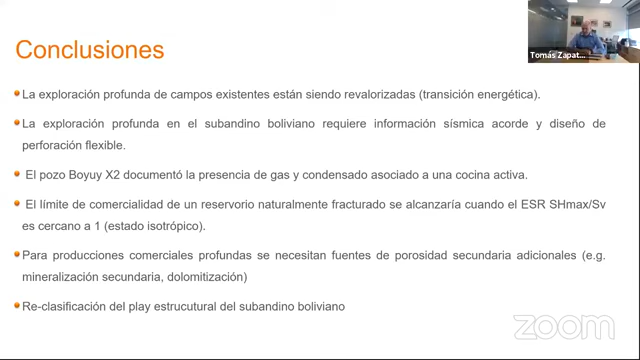 Conclusiones
La exploración profunda de campos existentes están siendo revalorizadas (transición energética).
La exploración profunda en el subandino boliviano requiere información sísmica acorde y diseño de
perforación flexible.
El pozo Boyuy X2 documentó la presencia de gas y condensado asociado a una cocina activa.
El límite de comercialidad de un reservorio naturalmente fracturado se alcanzaría cuando el ESR SHmax/Sv
es cercano a 1 (estado isotrópico).
Para producciones comerciales profundas se necesitan fuentes de porosidad secundaria adicionales (e.g.
mineralización secundaria, dolomitización)
Re-clasificación del play estrucutural del subandino boliviano
Tomás Zapat...
zoom